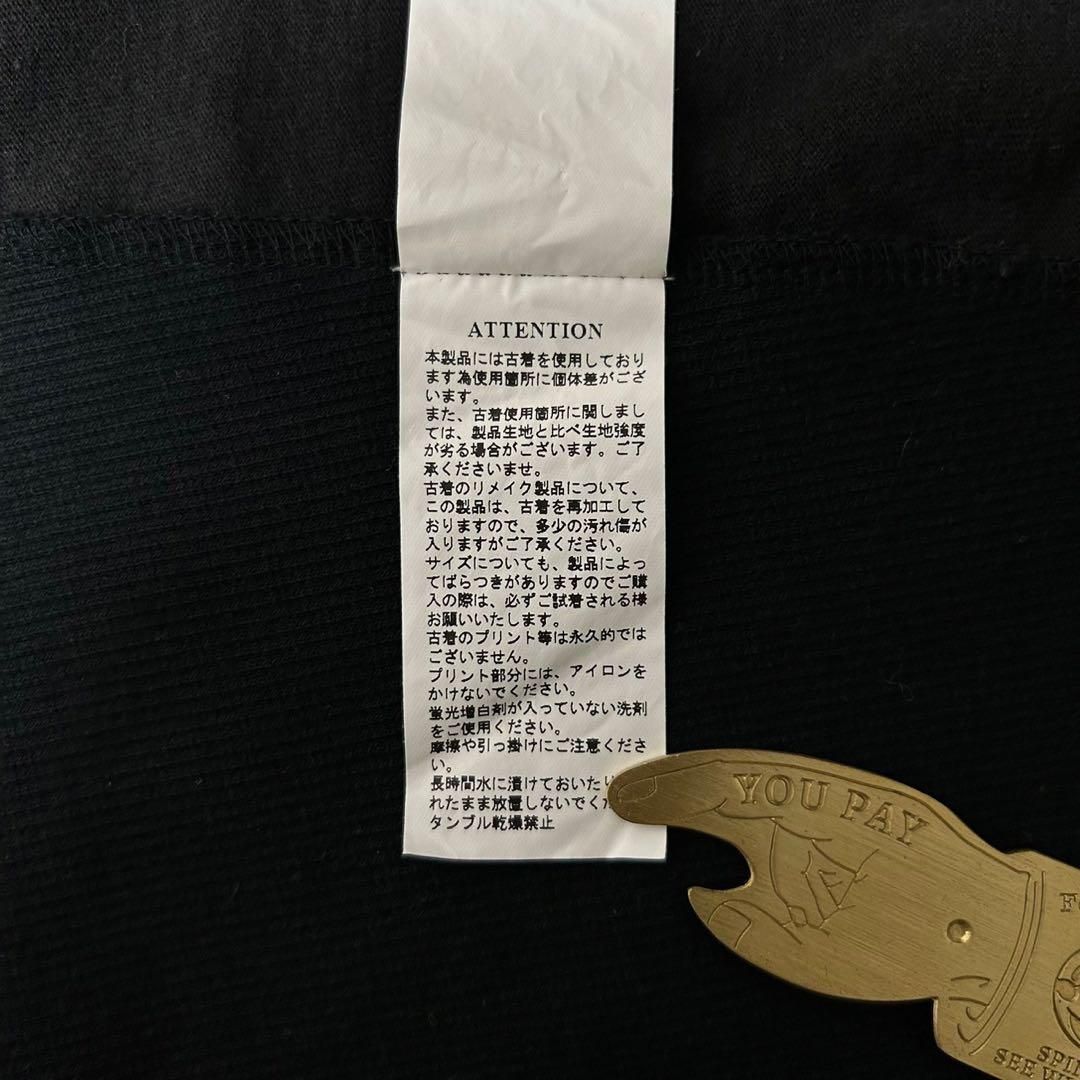 ATTENTION
本製品には古着を使用しており
ます為使用箇所に個体差がござ
います。
また、古着使用箇所に関しまし
ては、製品生地と比べ生地強度
が劣る場合がございます。ご了
承くださいませ。
古着のリメイク製品について、
この製品は、古着を再加工して
おりますので、多少の汚れ傷が
入りますがご了承ください。
サイズについても、製品によっ
てばらつきがありますのでご購
入の際は、必ずご試着される様
お願いいたします。
古着のプリント等は永久的では
ございません。
プリント部分には、アイロンを
かけないでください。
蛍光増白剤が入っていない洗剤
をご使用ください。
摩擦や引っ掛けにご注意くださ
い。
長時間水に漬けておいたり
れたまま放置しないでくだ
タンブル乾燥禁止
YOU PAY
SEE